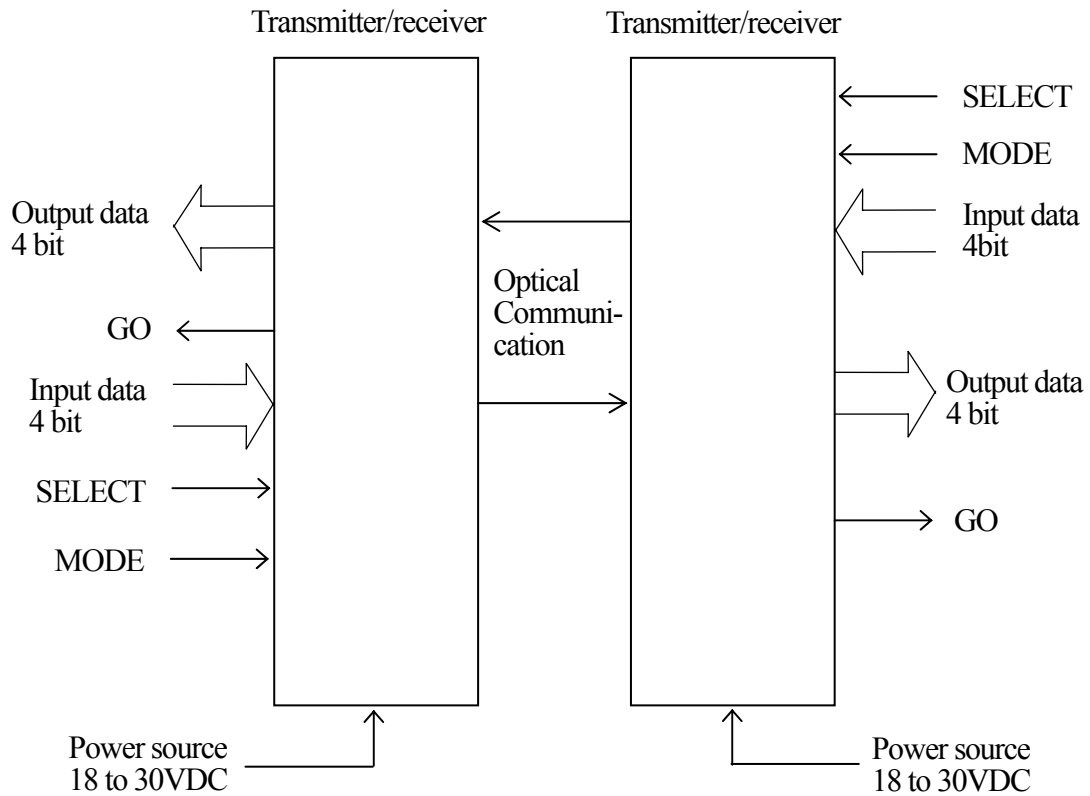 Transmitter/receiver
Transmitter/receiver
SELECT
MODE
Output data
4 bit
Input data
4bit
Optical
Communi-
cation
GO
Input data
4 bit
Output data
4 bit
SELECT
GO
MODE
Power source
18 to 30VDC
Power source
18 to 30VDC